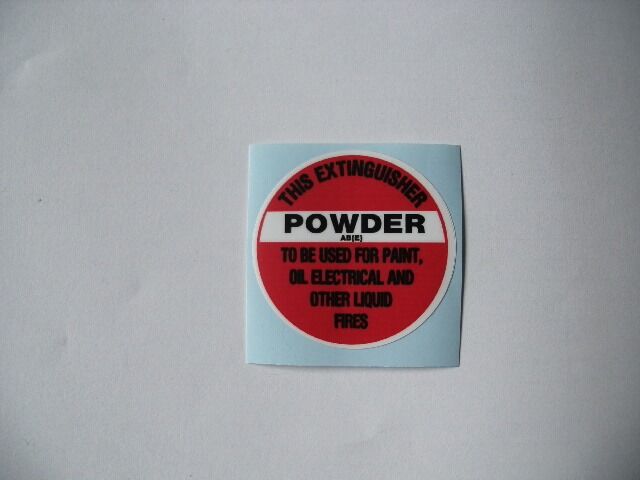 THIS EXTINGUISHER
POWDER
AB(E)
TO BE USED FOR PAINT,
OIL ELECTRICAL AND
OTHER LIQUID
FIRES